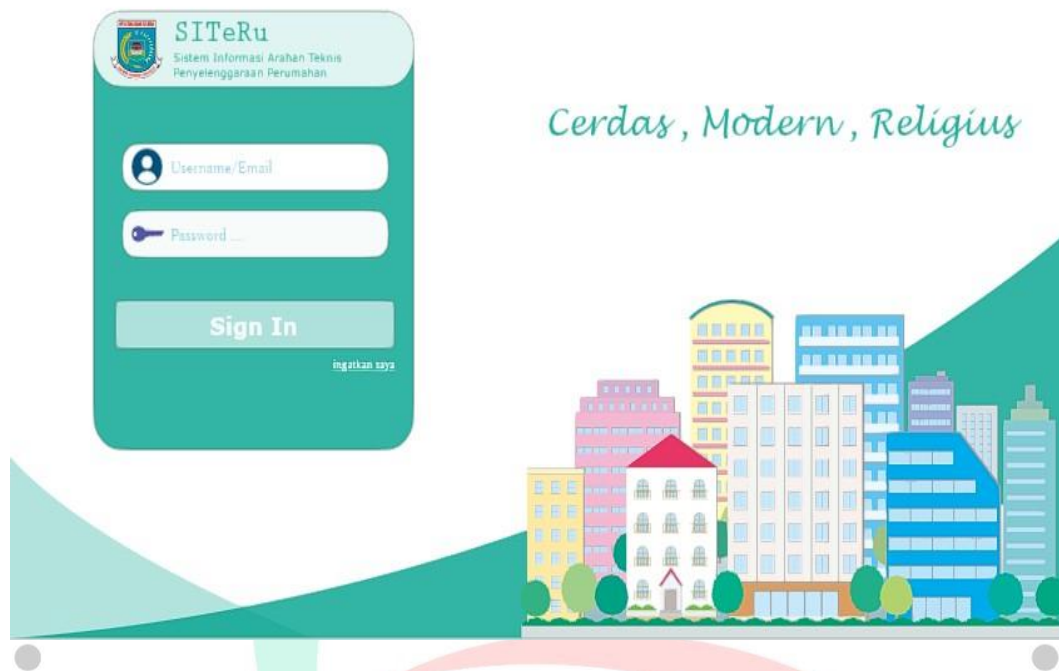 SITeRu
Sistem Informasi Arahan Teknis
Penyelenggaraan Perumahan
Cerdas , Modern , Religius
Username/Email
Password ....
Sign In
ingatkan saya